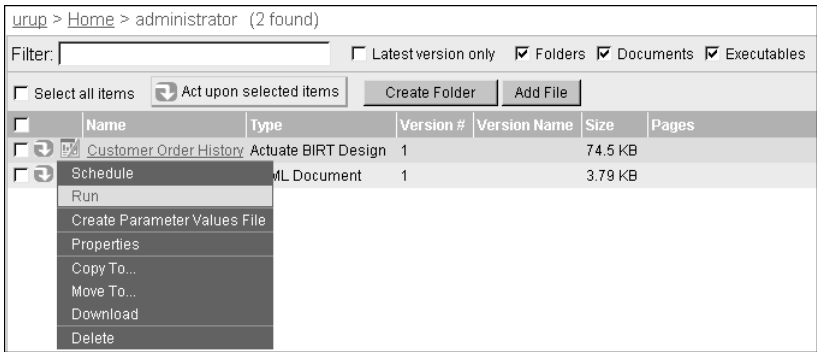 urup > Home > administrator (2 found)
Filter: Latest version only Folders Documents Executables
Select all items Act upon selected items Create Folder Add File
Name Type Version # Version Name Size Pages
Customer Order History Actuate BIRT Design 1 74.5 KB
ML Document 1 3.79 KB
Schedule
Run
Create Parameter Values File
Properties
Copy To...
Move To...
Download
Delete